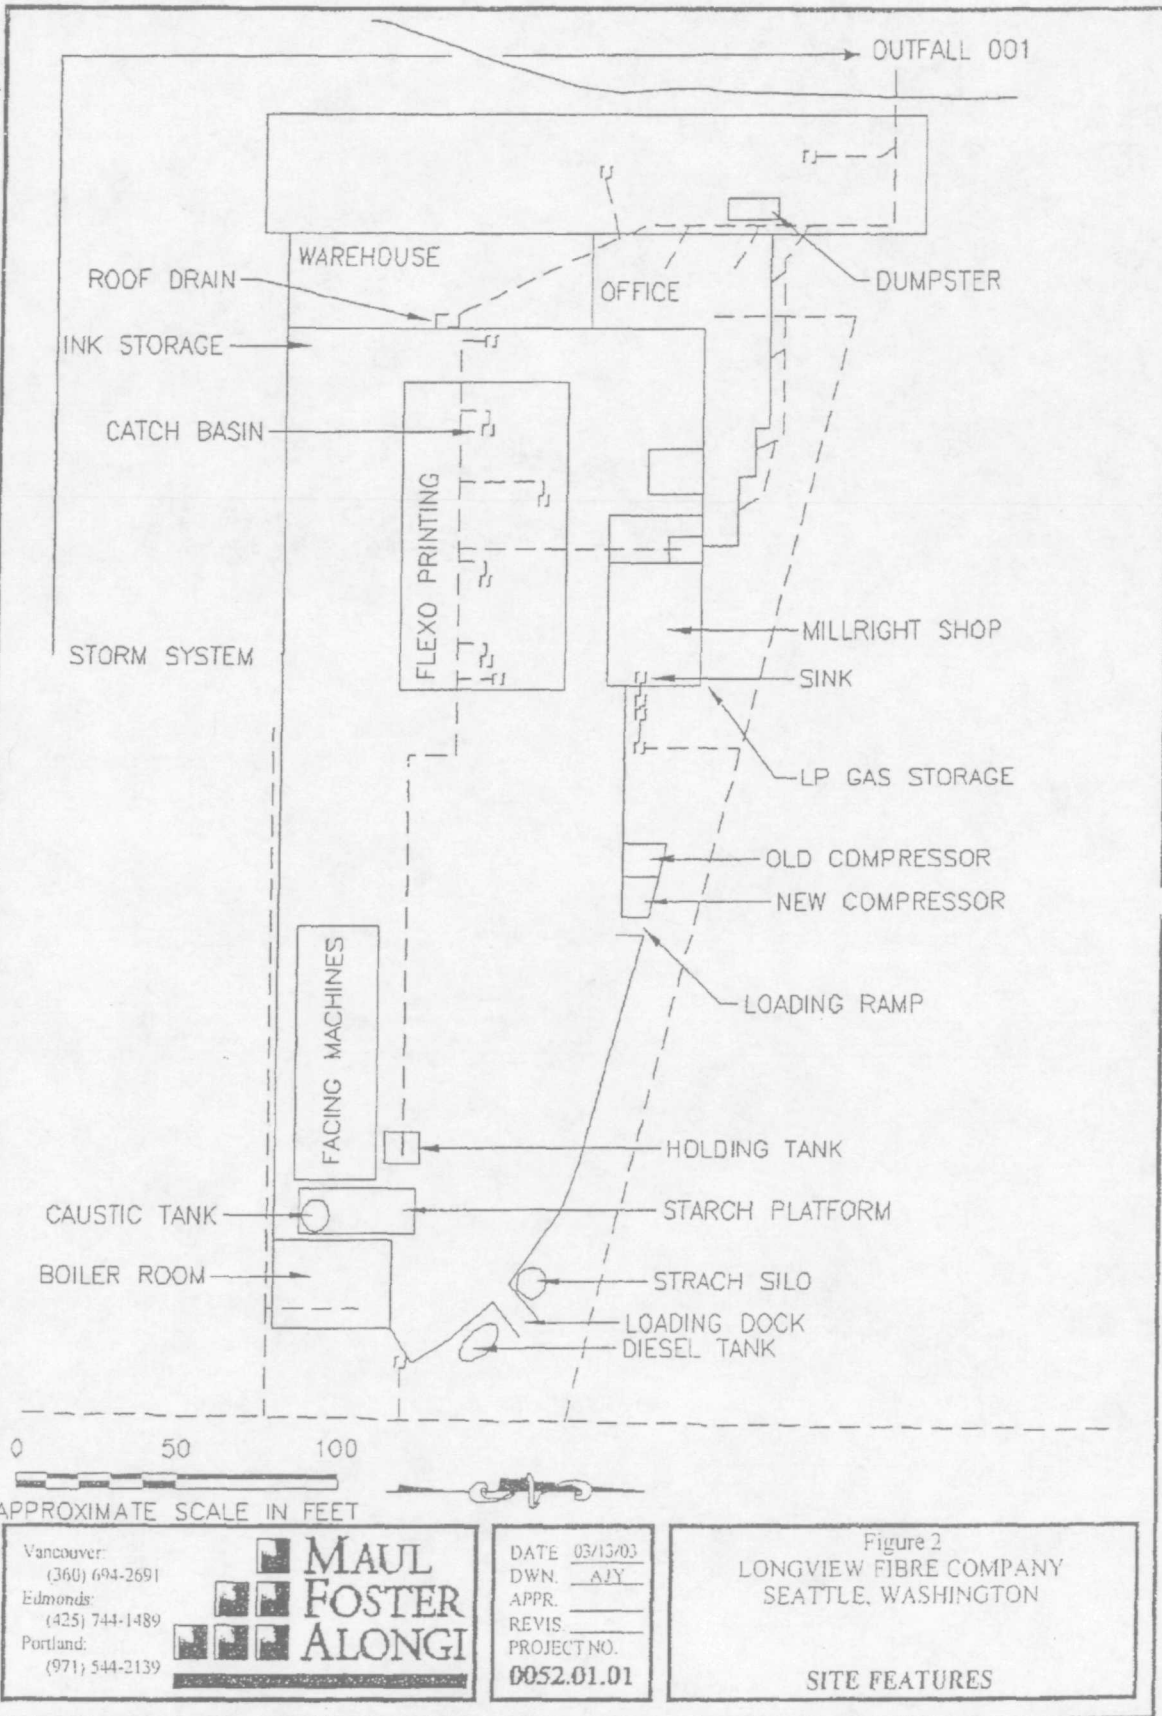 OUTFALL 001
WAREHOUSE
ROOF DRAIN
OFFICE
DUMPSTER
INK STORAGE
CATCH BASIN
FLEXO PRINTING
MILLRIGHT SHOP
STORM SYSTEM
SINK
LP GAS STORAGE
OLD COMPRESSOR
NEW COMPRESSOR
FACING MACHINES
LOADING RAMP
HOLDING TANK
CAUSTIC TANK
STARCH PLATFORM
BOILER ROOM
STRACH SILO
LOADING DOCK
DIESEL TANK
0 50 100
APPROXIMATE SCALE IN FEET
Vancouver:
(360) 694-2691
Edmonds:
(425) 744-1489
Portland:
(971) 544-2139
MAUL
FOSTER
ALONGI
DATE 03/13/03
DWN. AJY
APPR.
REVIS.
PROJECT NO.
0052.01.01
Figure 2
LONGVIEW FIBRE COMPANY
SEATTLE, WASHINGTON
SITE FEATURES